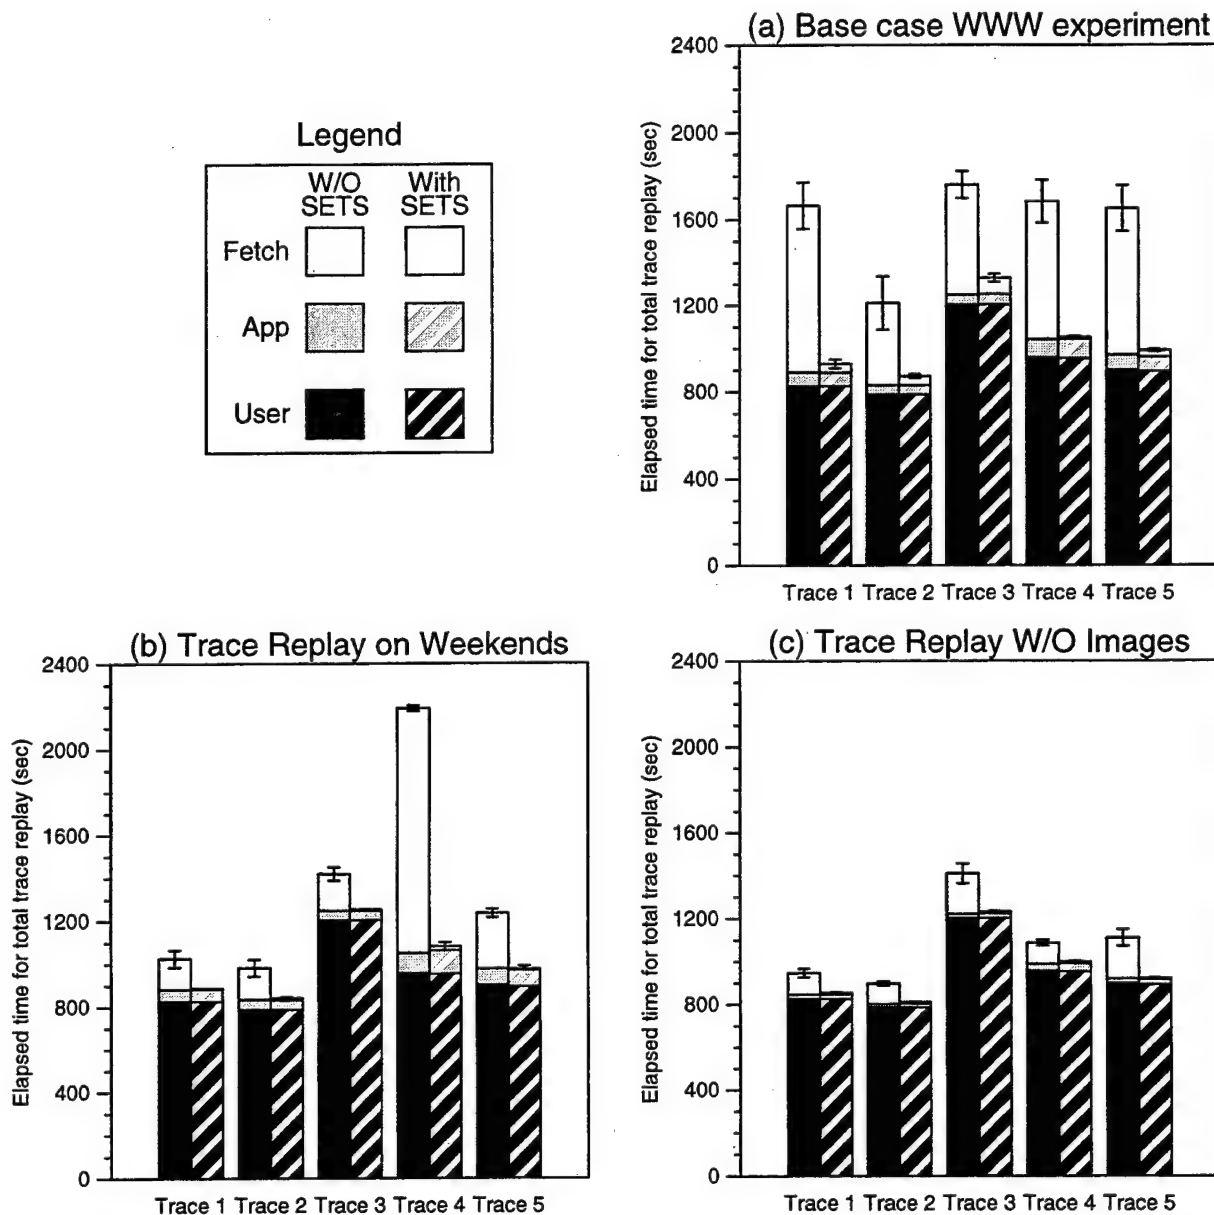 (a) Base case WWW experiment
Elapsed time for total trace replay (sec)
2400
2000
1600
1200
800
400
0
Trace 1 Trace 2 Trace 3 Trace 4 Trace 5
Legend
W/O SETS
With SETS
Fetch
App
User
(b) Trace Replay on Weekends
Elapsed time for total trace replay (sec)
2400
2000
1600
1200
800
400
0
Trace 1 Trace 2 Trace 3 Trace 4 Trace 5
(c) Trace Replay W/O Images
Elapsed time for total trace replay (sec)
2400
2000
1600
1200
800
400
0
Trace 1 Trace 2 Trace 3 Trace 4 Trace 5